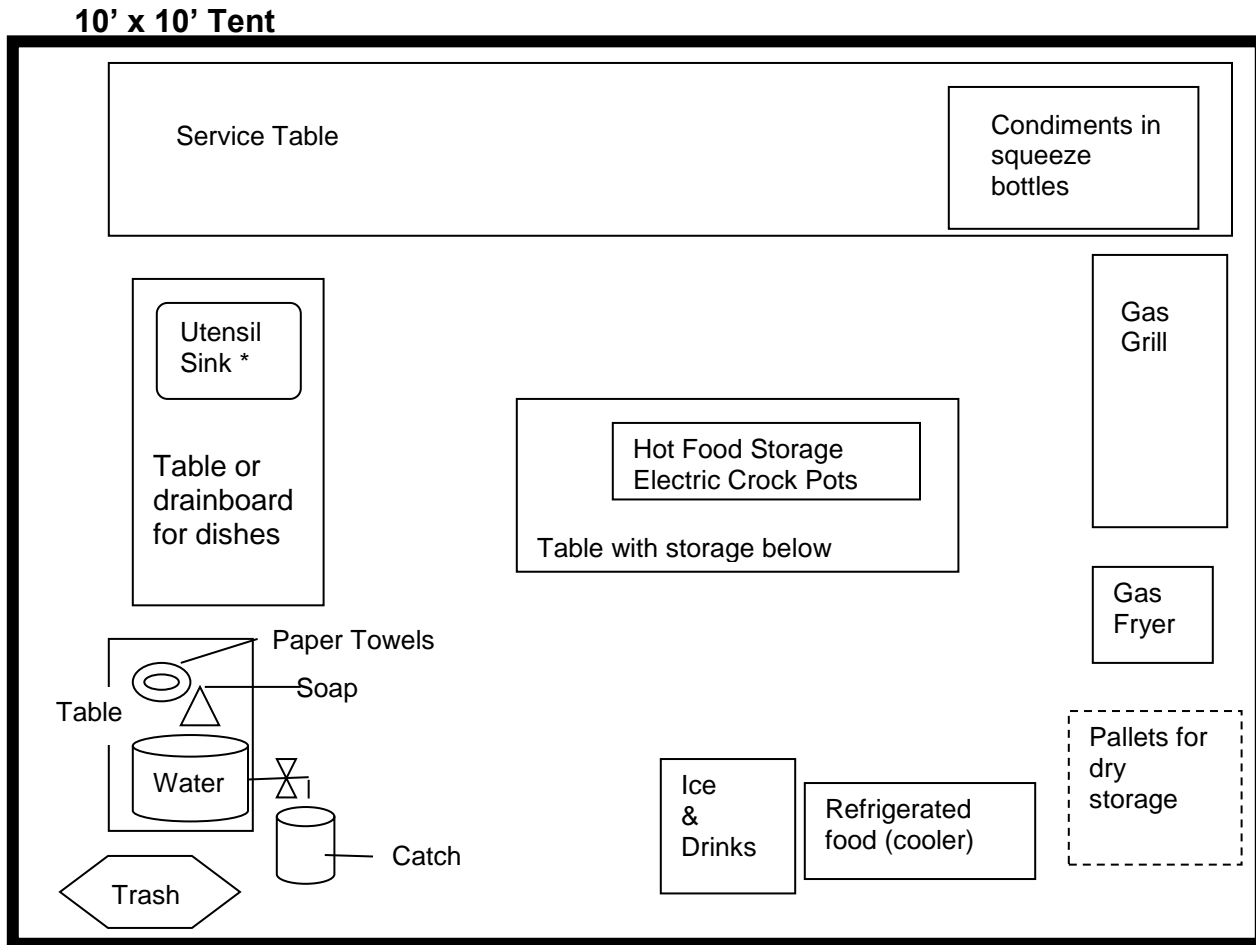 10’ x 10’ Tent
Service Table
Condiments in
squeeze
bottles
Utensil
Sink *
Table or
drainboard
for dishes
Hot Food Storage
Electric Crock Pots
Table with storage below
Gas
Grill
Gas
Fryer
Paper Towels
Soap
Table
Water
Catch
Trash
Ice
&
Drinks
Refrigerated
food (cooler)
Pallets for
dry
storage